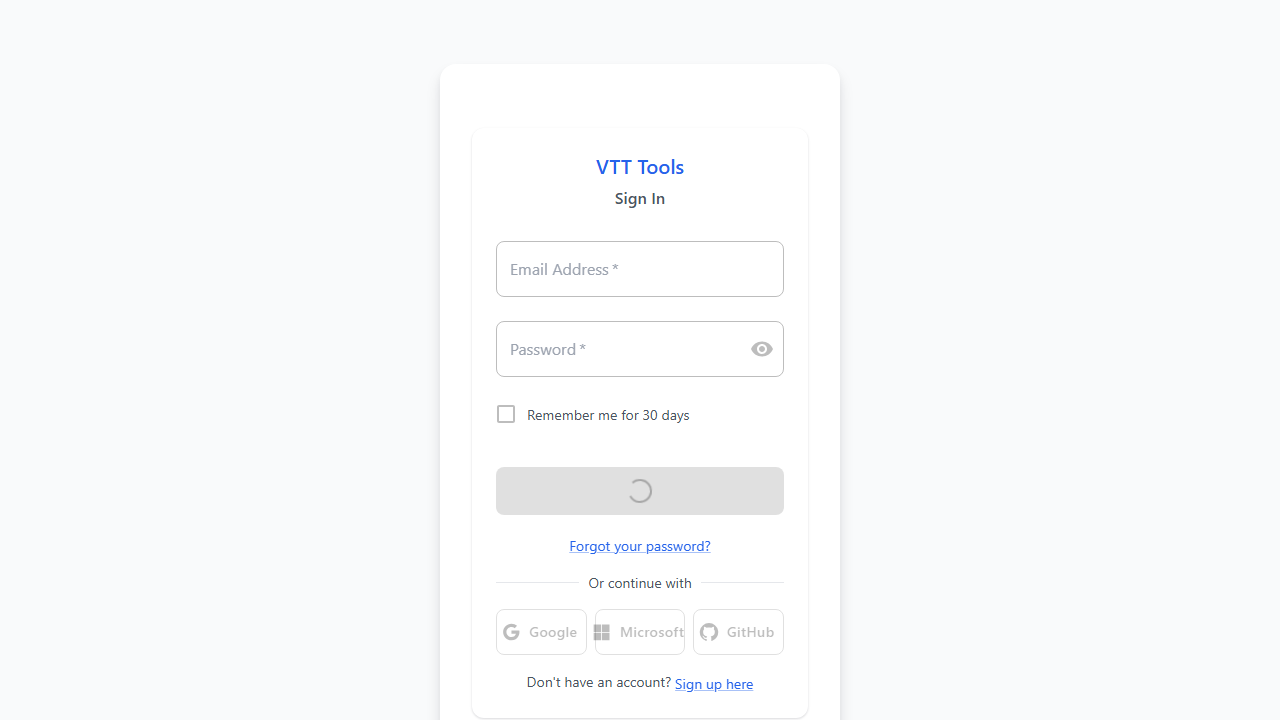 VTT Tools
Sign In
Email Address *
Password *
Remember me for 30 days
Forgot your password?
Or continue with
Google Microsoft GitHub
Don't have an account? Sign up here